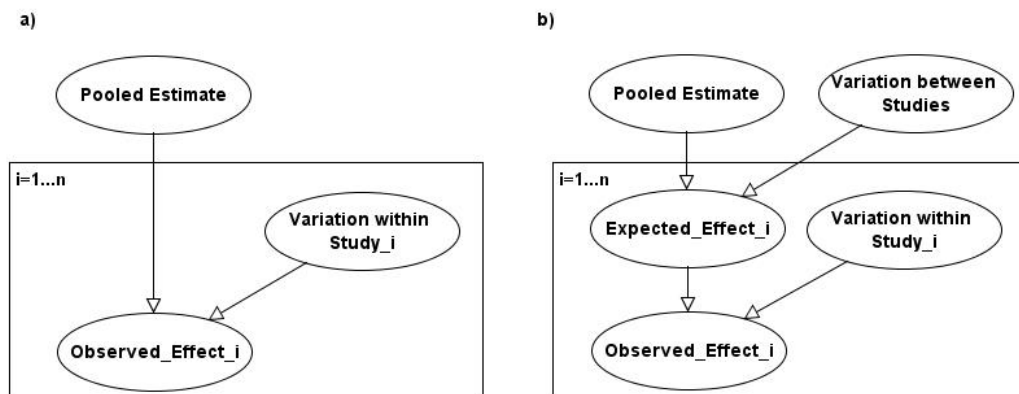 a)
Pooled Estimate
i=1...n
Variation within
Study_i
Observed_Effect_i
b)
Pooled Estimate
Variation between
Studies
i=1...n
Expected_Effect_i
Variation within
Study_i
Observed_Effect_i